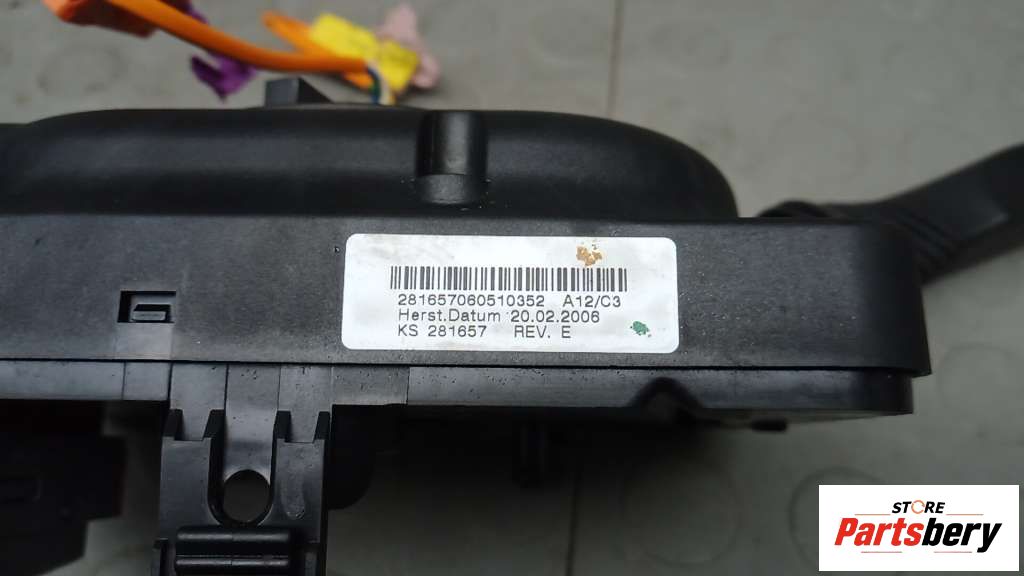 281657060510352 A12/C3
Herst.Datum 20.02.2006
KS 281657 REV. E
STORE
Partsbery